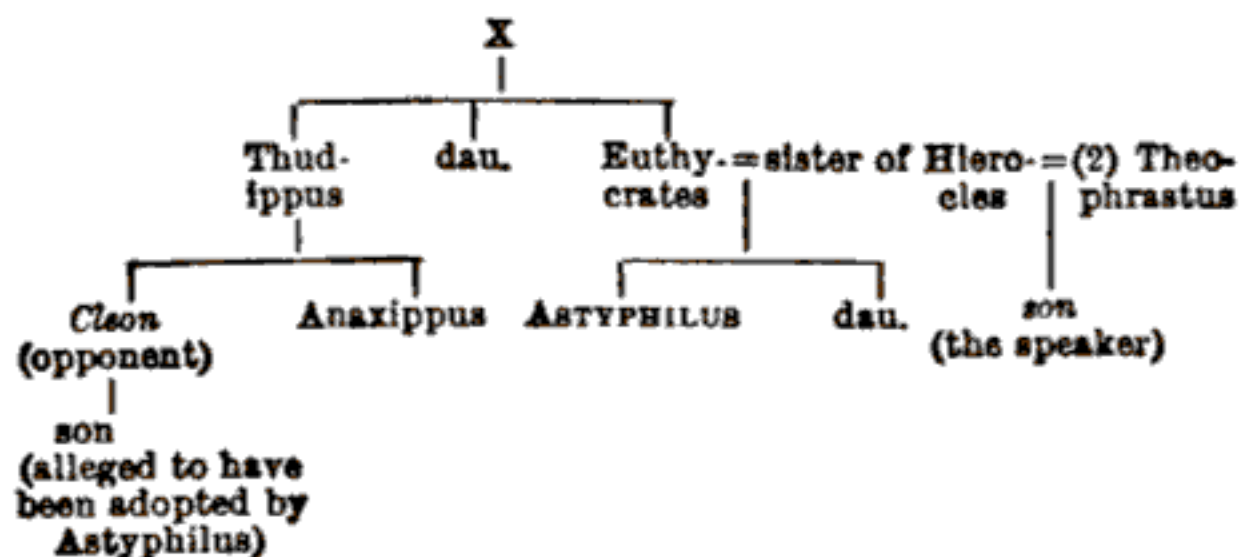 X
Thud- dau. Euthy-=sister of Hiero-=(2) Theo-
ippus crates cles phrastus
Cleon Anaxippus ASTYPHILUS dau. son
(opponent) (the speaker)
son
(alleged to have
been adopted by
Astyphilus)